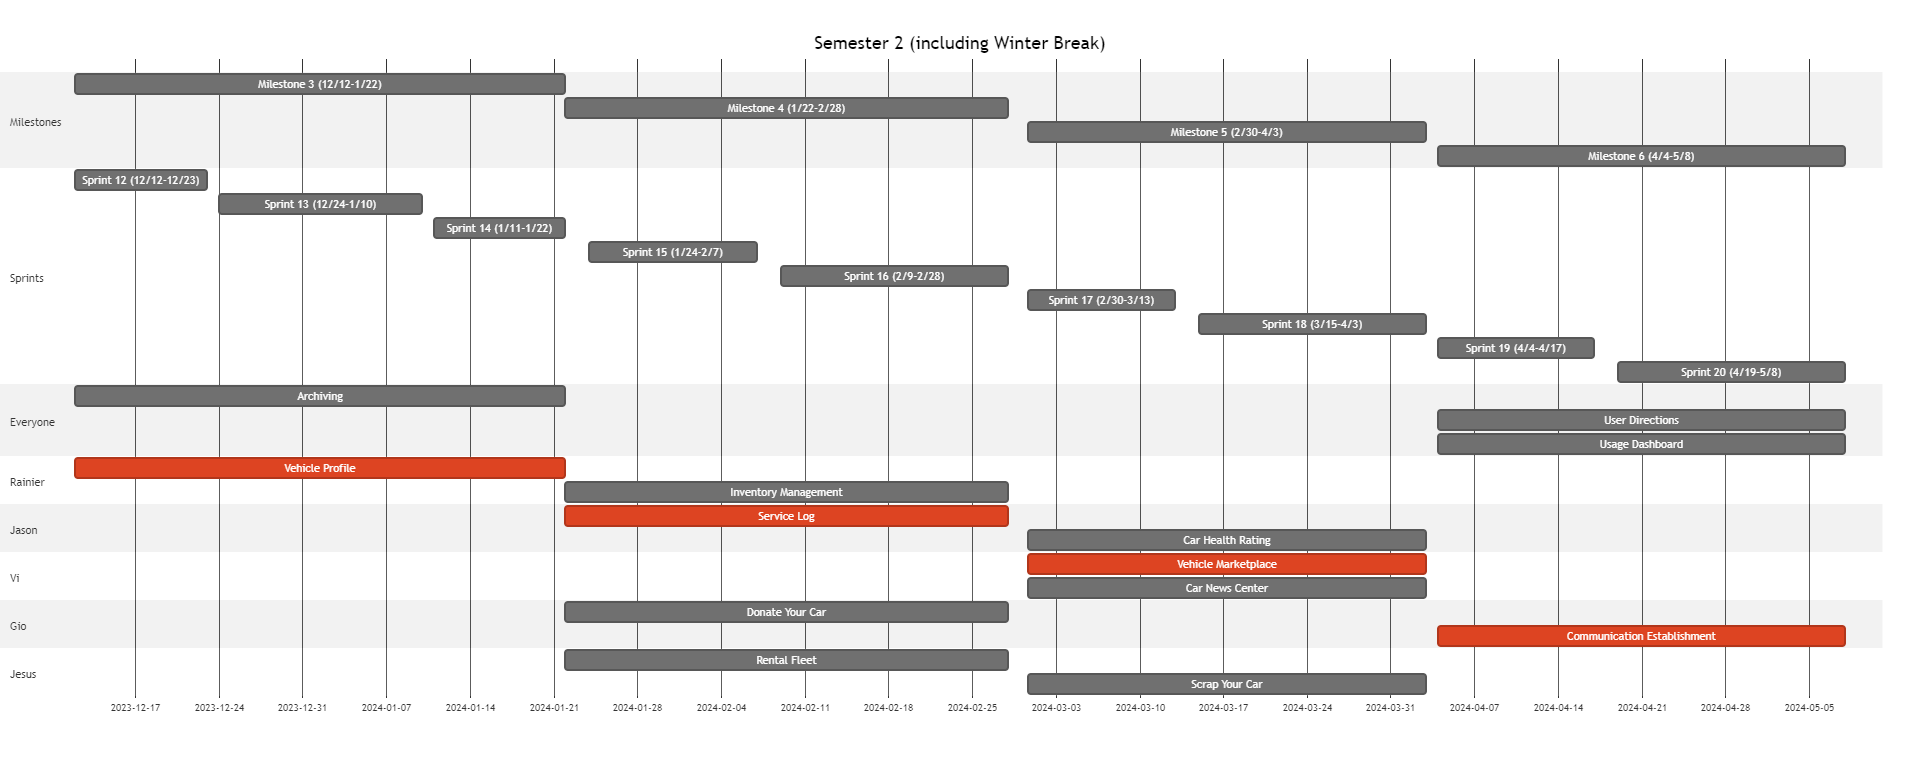 Semester 2 (including Winter Break)
Milestones
Milestone 3 (12/12-1/22)
Milestone 4 (1/22-2/28)
Milestone 5 (2/30-4/3)
Milestone 6 (4/4-5/8)
Sprints
Sprint 12 (12/12-12/23)
Sprint 13 (12/24-1/10)
Sprint 14 (1/11-1/22)
Sprint 15 (1/24-2/7)
Sprint 16 (2/9-2/28)
Sprint 17 (2/30-3/13)
Sprint 18 (3/15-4/3)
Sprint 19 (4/4-4/17)
Sprint 20 (4/19-5/8)
Everyone
Archiving
User Directions
Usage Dashboard
Rainier
Vehicle Profile
Inventory Management
Jason
Service Log
Car Health Rating
Vi
Vehicle Marketplace
Car News Center
Gio
Donate Your Car
Communication Establishment
Jesus
Rental Fleet
Scrap Your Car
2023-12-17 2023-12-24 2023-12-31 2024-01-07 2024-01-14 2024-01-21 2024-01-28 2024-02-04 2024-02-11 2024-02-18 2024-02-25 2024-03-03 2024-03-10 2024-03-17 2024-03-24 2024-03-31 2024-04-07 2024-04-14 2024-04-21 2024-04-28 2024-05-05